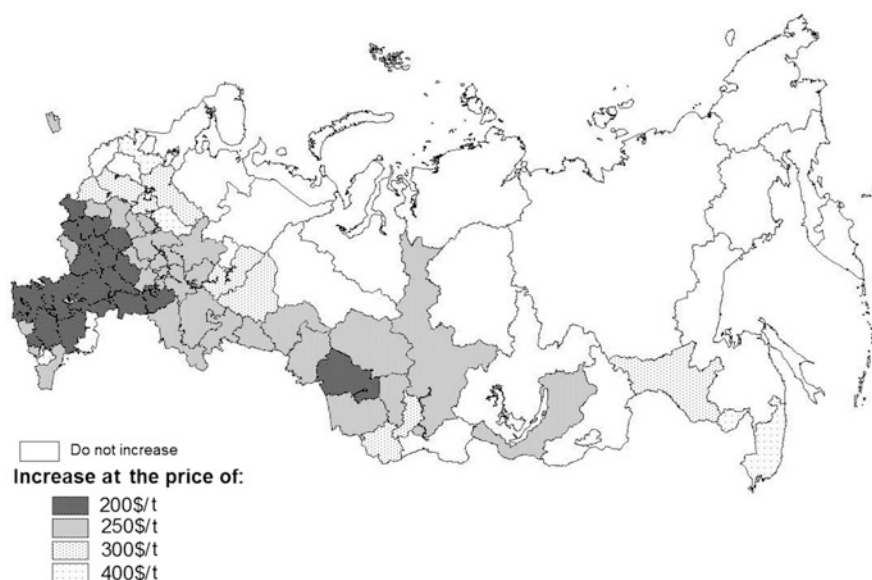 Do not increase
Increase at the price of:
200$/t
250$/t
300$/t
400$/t